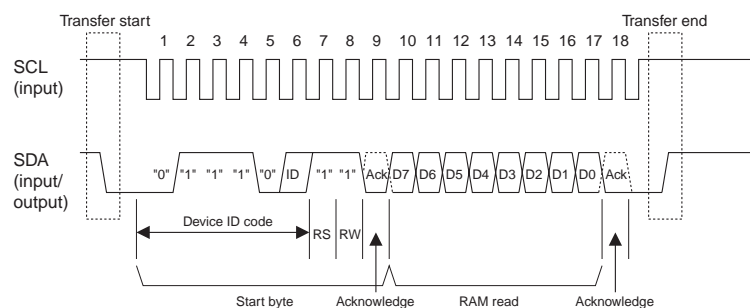 Transfer start Transfer end
1 2 3 4 5 6 7 8 9 10 11 12 13 14 15 16 17 18
SCL
(input)
SDA
(input/
output)
"0" "1" "1" "1" "0" ID "1" "1" Ack D7 D6 D5 D4 D3 D2 D1 D0 Ack
Device ID code RS RW
Start byte Acknowledge RAM read Acknowledge